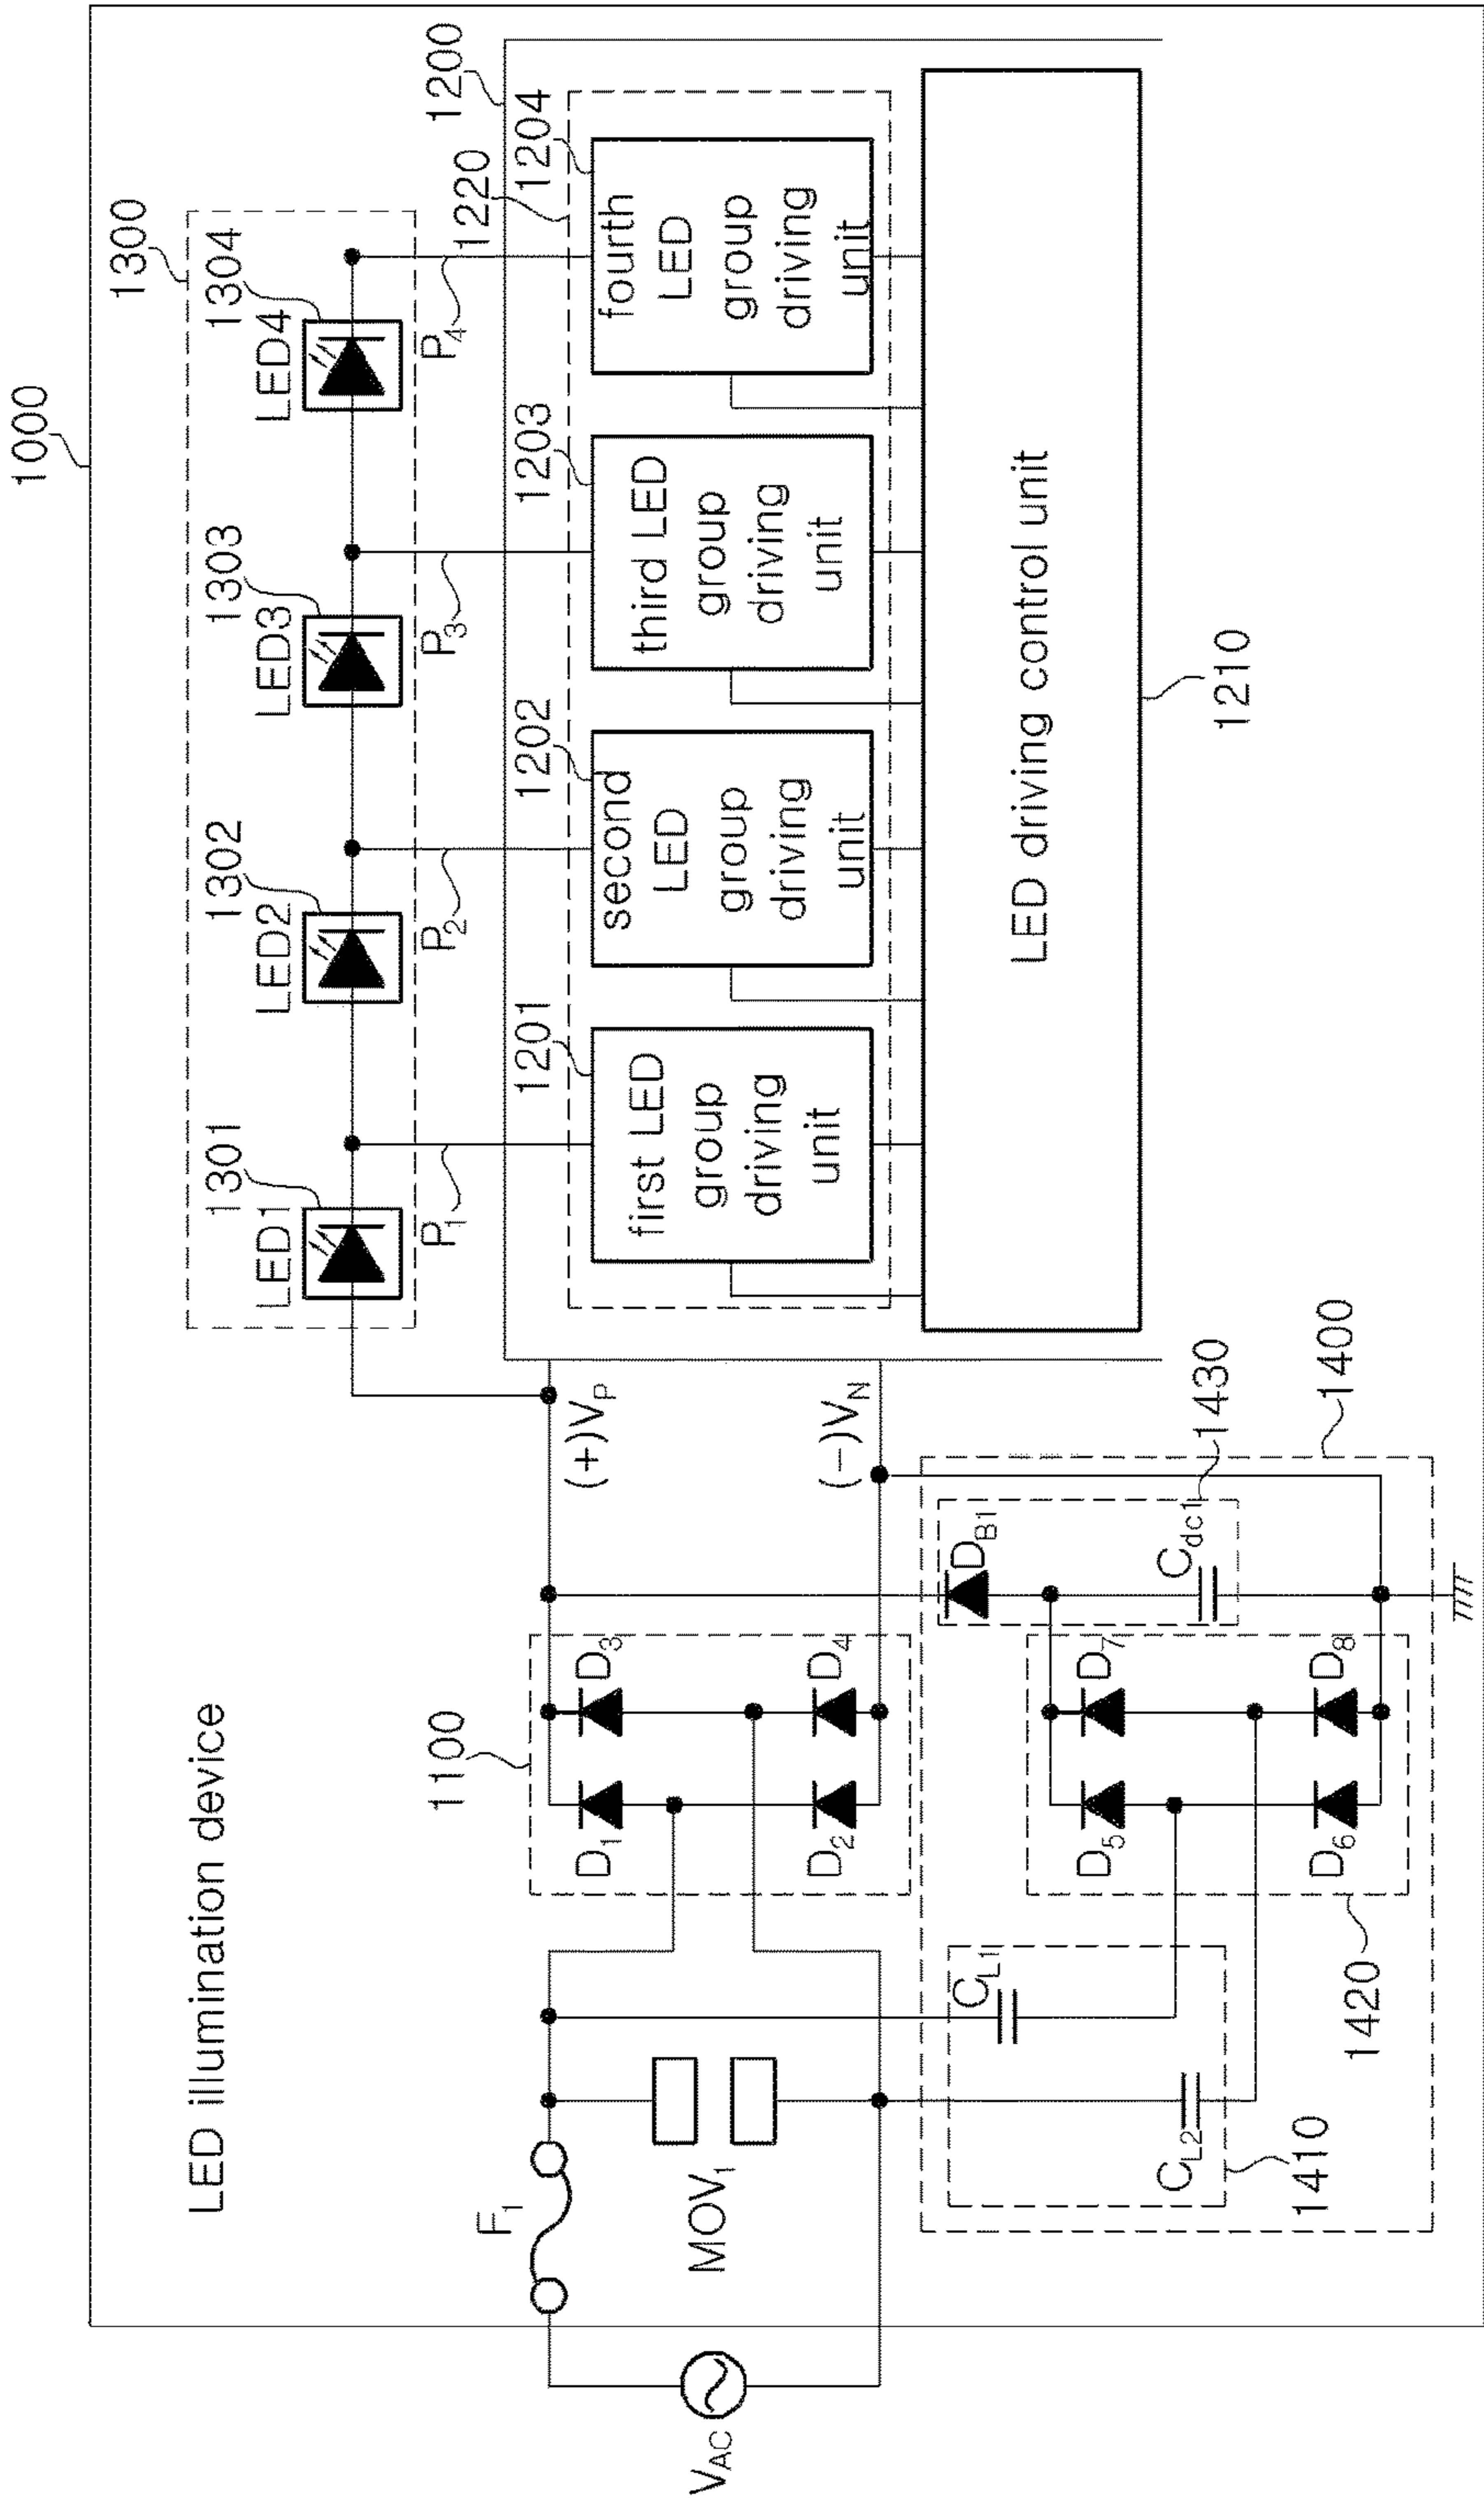 1000
LED illumination device
1300
1301
1302
1303
1304
LED1
LED2
LED3
LED4
P1
P2
P3
P4
1200
1220
1201
1202
1203
1204
first LED
group
driving
unit
second
LED
group
driving
unit
third LED
group
driving
unit
fourth
LED
group
driving
unit
LED driving control unit
1210
VAC
F1
MOV1
1100
D1
D3
D2
D4
(+)VP
(-)VN
CL1
CL2
1410
D5
D7
D6
D8
1420
DB1
Cdc1
1430
1400